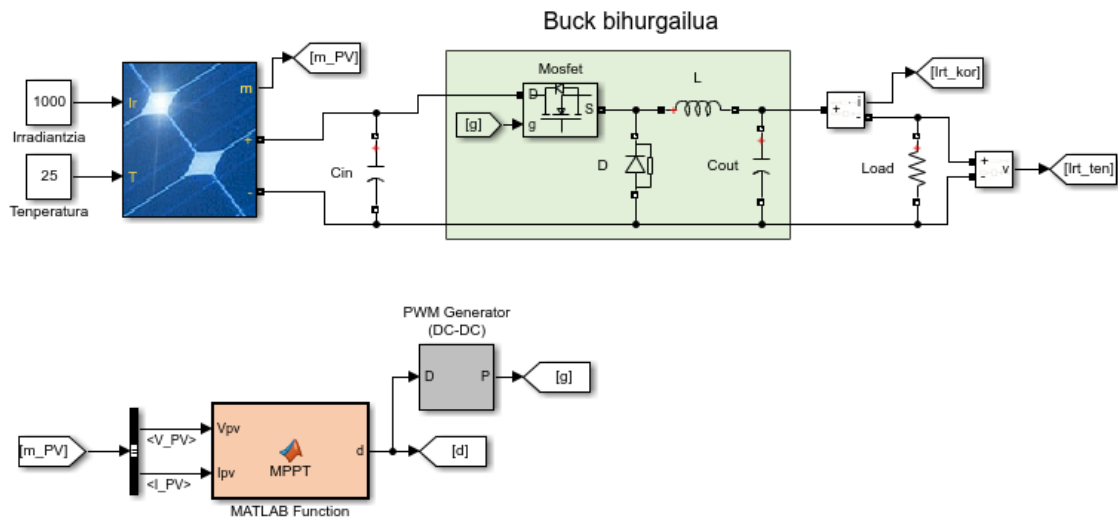 Buck bihurgailua
[m_PV]
[Irt_kor]
Mosfet
L
1000
Ir
m
D
S
i
+
-
Irradiantzia
[g]
g
+
25
T
Cin
D
Cout
Load
+
-
v
[Irt_ten]
-
Tenperatura
PWM Generator
(DC-DC)
D
P
[g]
[m_PV]
<V_PV>
Vpv
MPPT
d
[d]
<I_PV>
Ipv
MATLAB Function